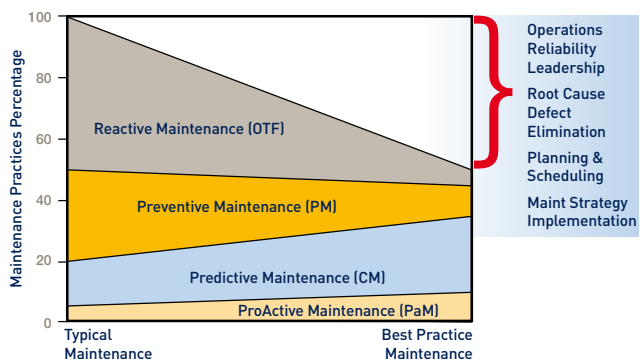 Maintenance Practices Percentage
100
80
60
40
20
0
Reactive Maintenance (OTF)
Preventive Maintenance (PM)
Predictive Maintenance (CM)
ProActive Maintenance (PaM)
Typical
Maintenance
Best Practice
Maintenance
Operations
Reliability
Leadership
Root Cause
Defect
Elimination
Planning &
Scheduling
Maint Strategy
Implementation